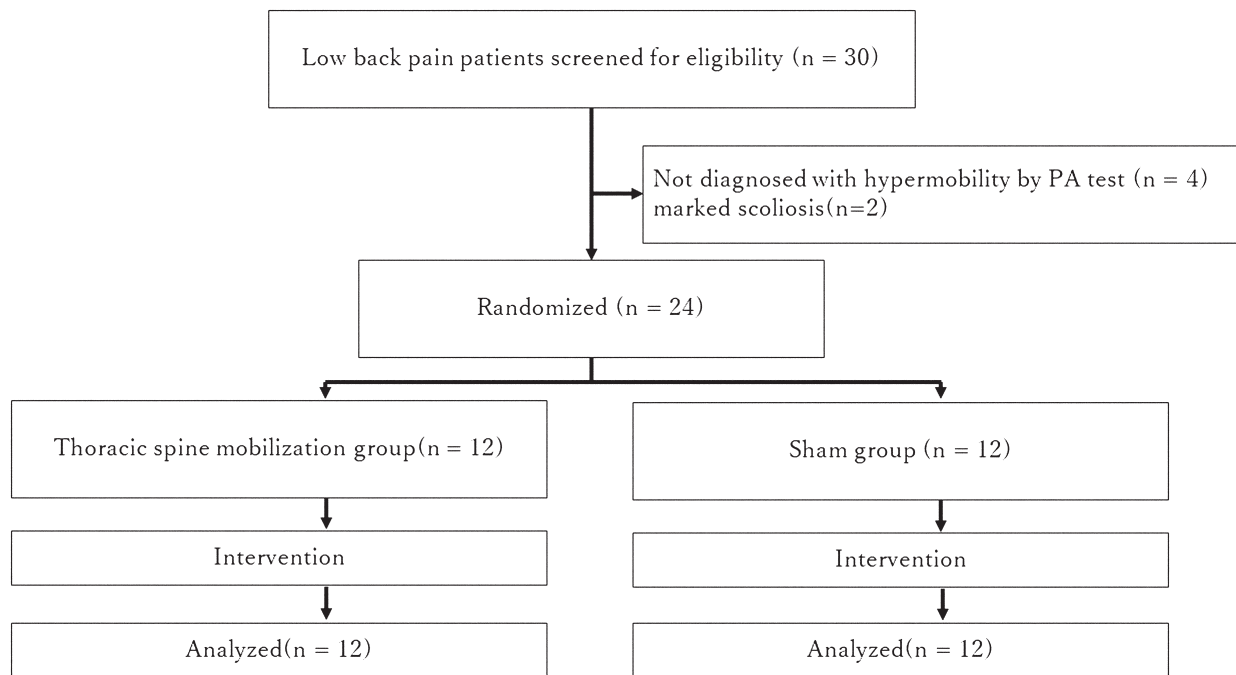 Low back pain patients screened for eligibility (n = 30)
Not diagnosed with hypermobility by PA test (n = 4)
marked scoliosis(n=2)
Randomized (n = 24)
Thoracic spine mobilization group(n = 12)
Sham group (n = 12)
Intervention
Intervention
Analyzed(n = 12)
Analyzed(n = 12)